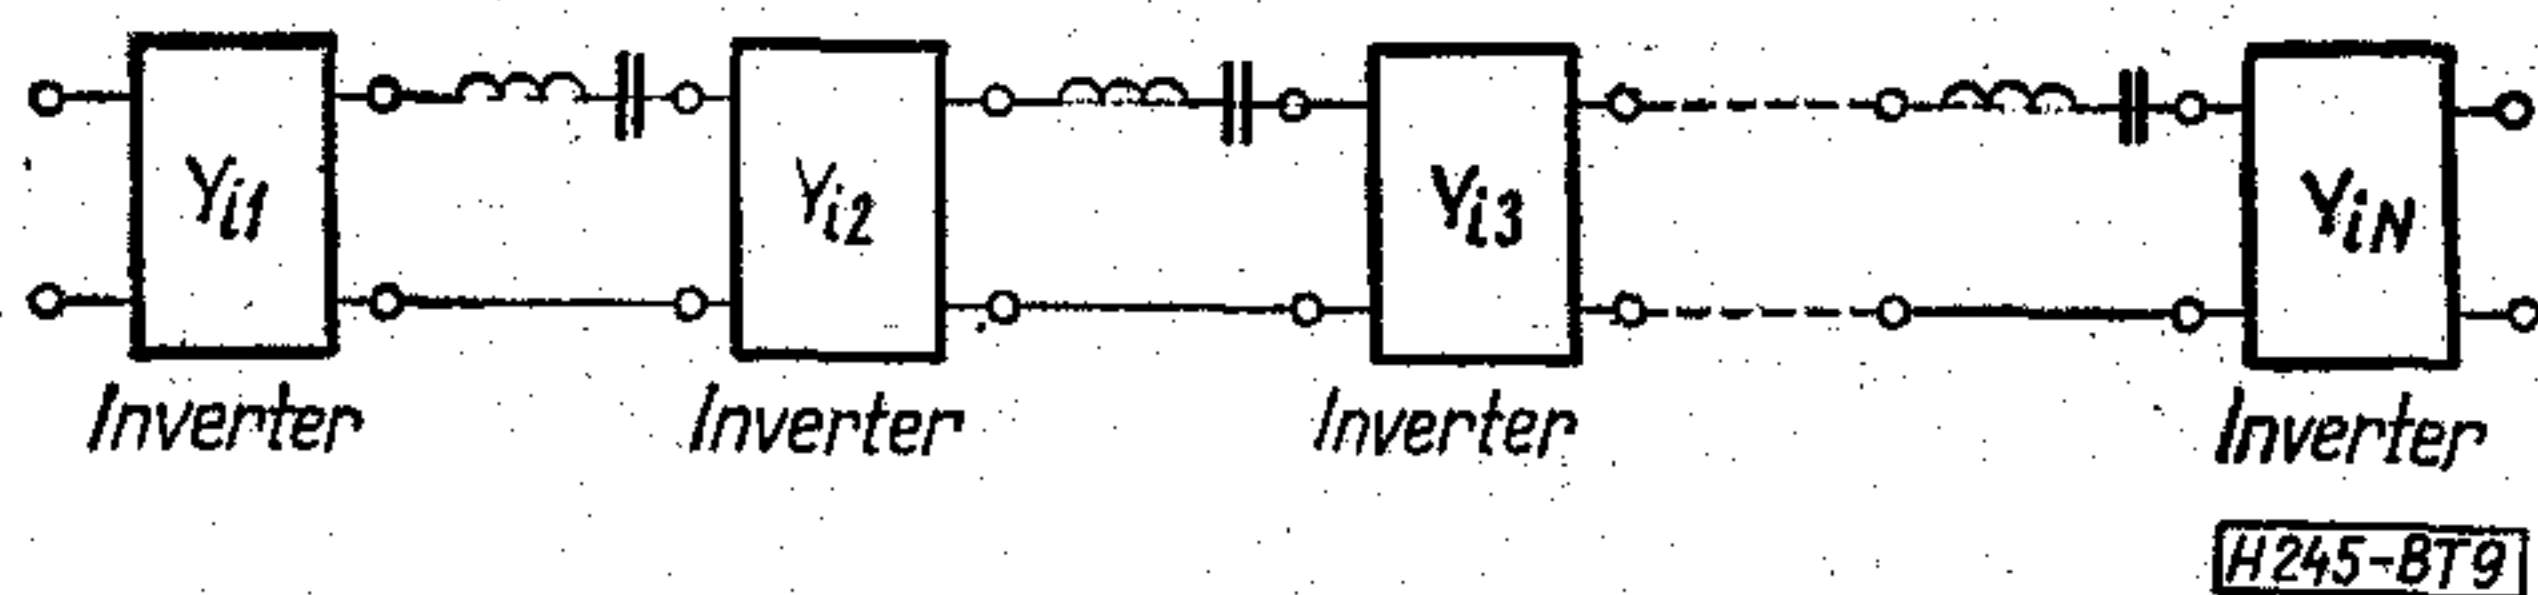 Yi1 Yi2 Yi3 YiN
Inverter Inverter Inverter Inverter
H245-BT9